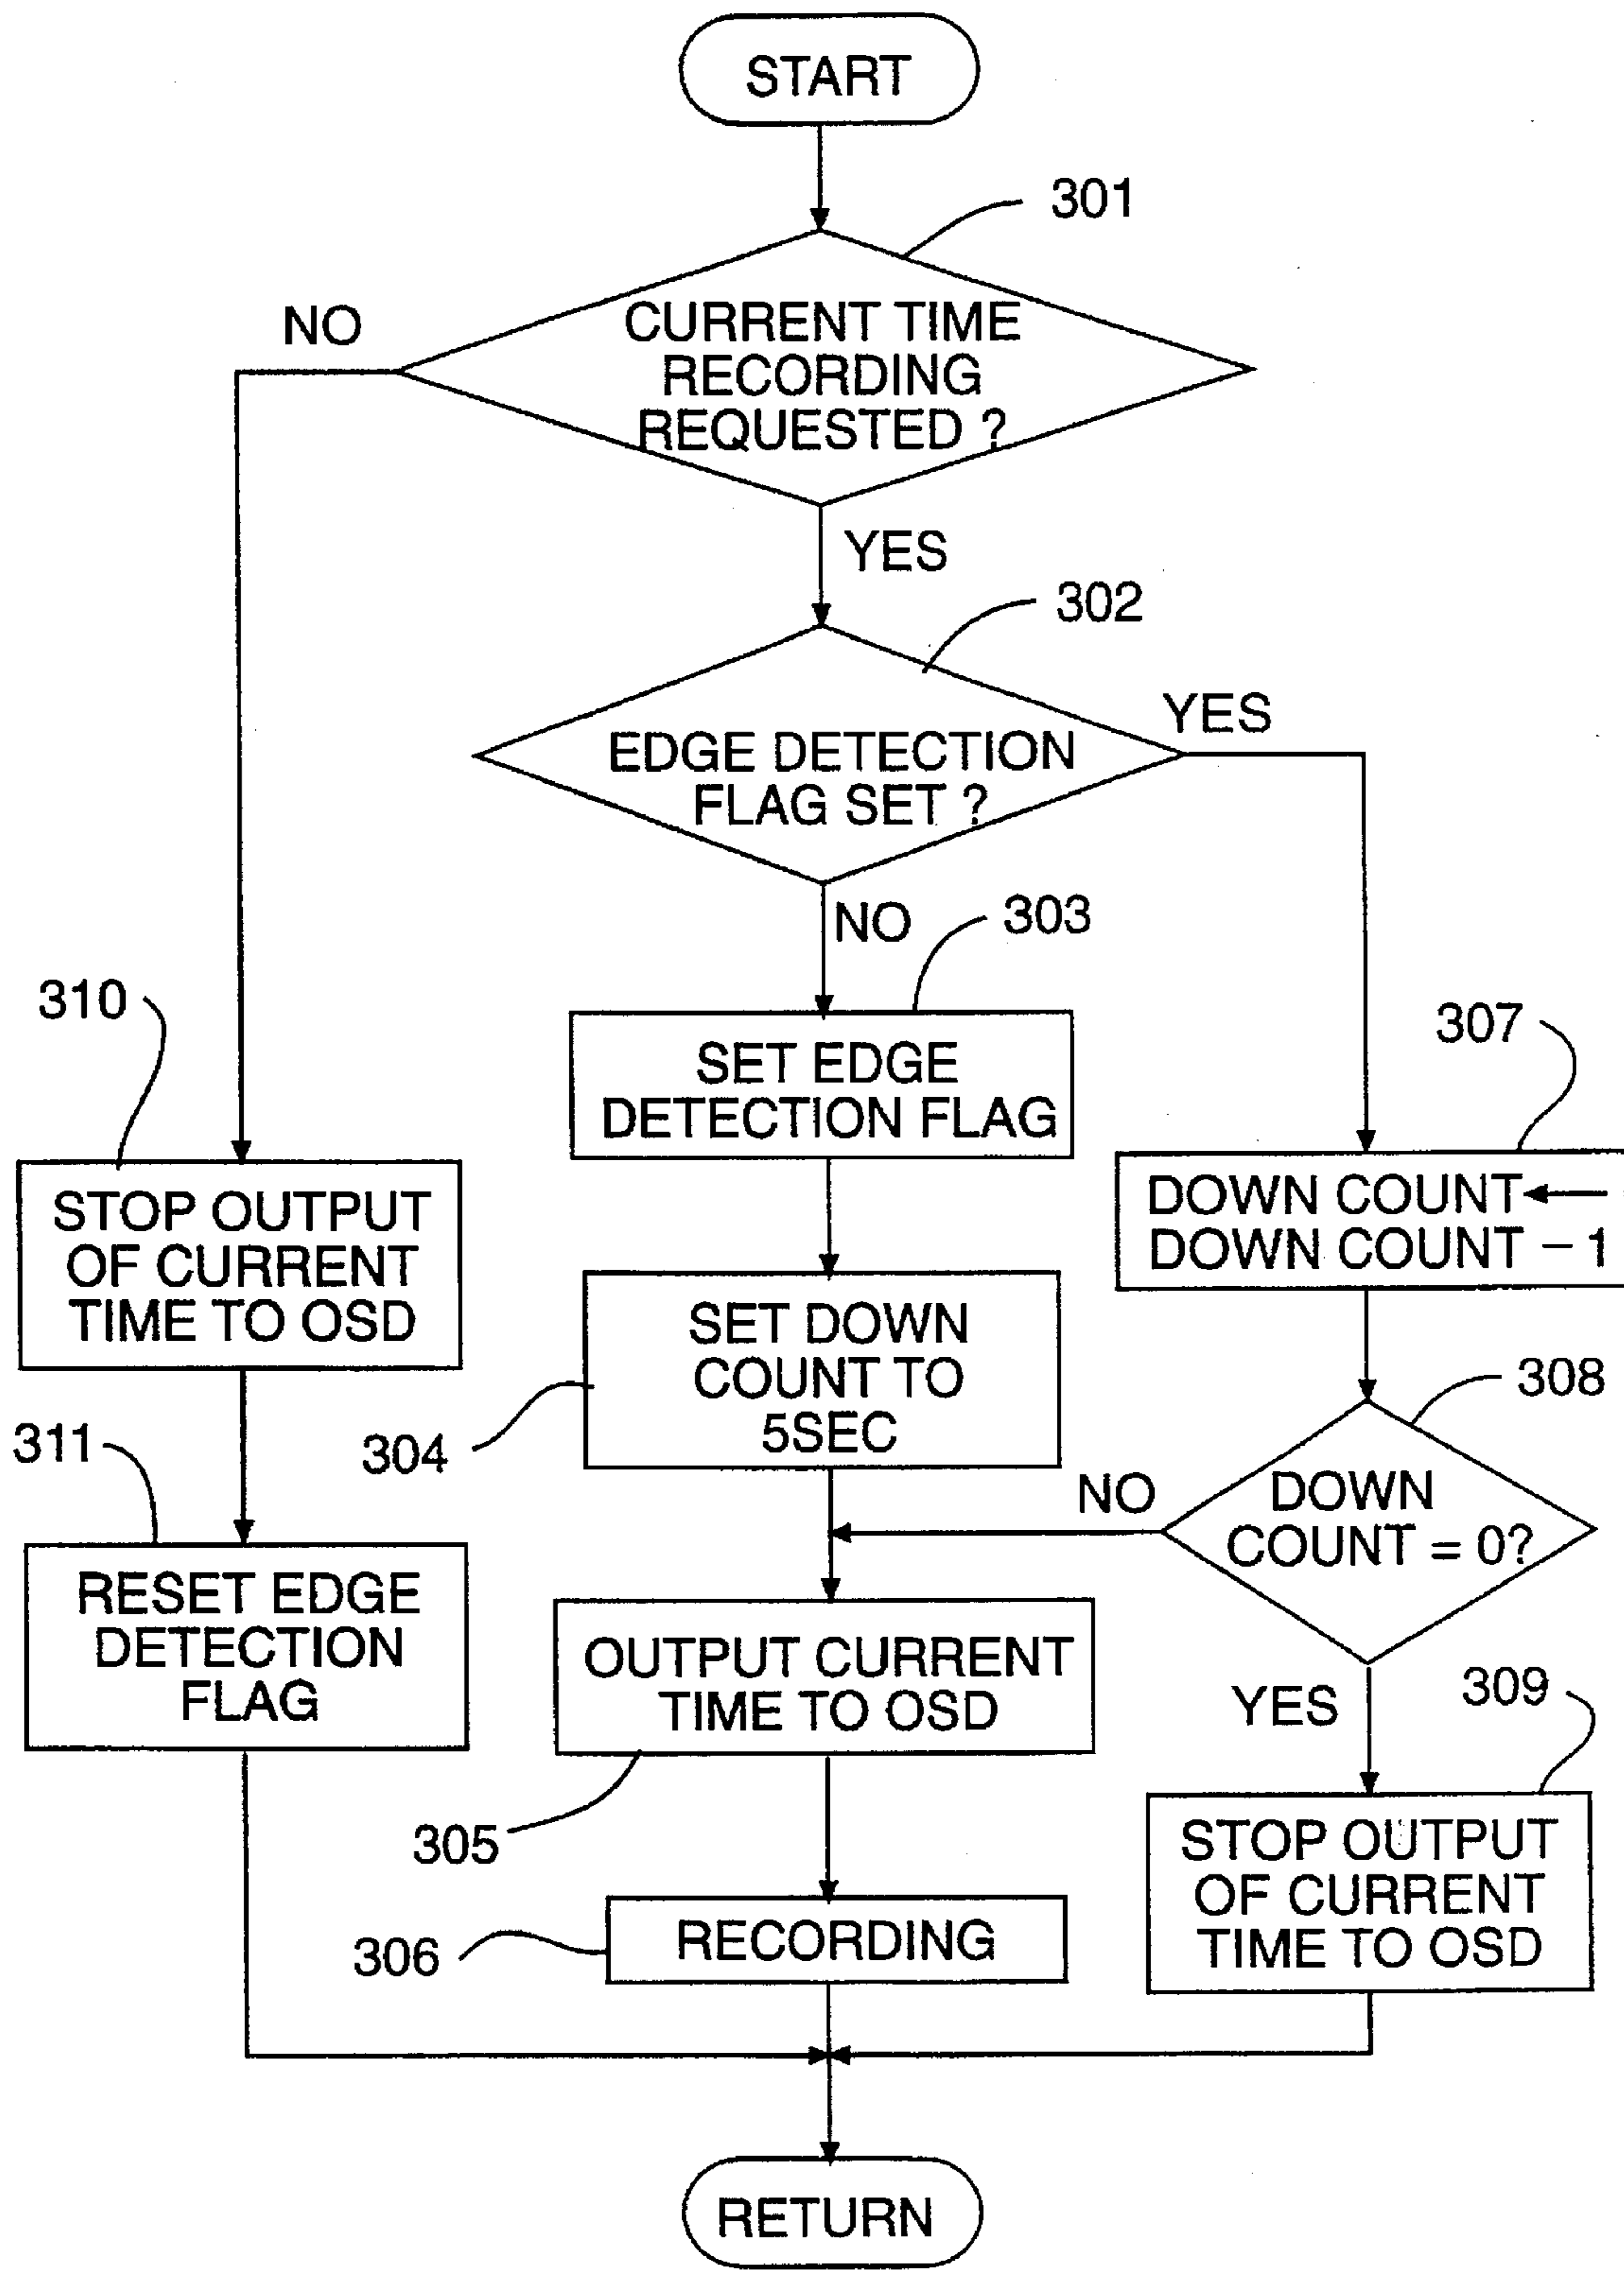 START
301
NO
CURRENT TIME
RECORDING
REQUESTED ?
YES
302
YES
EDGE DETECTION
FLAG SET ?
NO
303
310
307
SET EDGE
DETECTION FLAG
STOP OUTPUT
OF CURRENT
TIME TO OSD
DOWN COUNT←
DOWN COUNT – 1
SET DOWN
COUNT TO
5SEC
304
308
311
NO
DOWN
COUNT = 0?
RESET EDGE
DETECTION
FLAG
OUTPUT CURRENT
TIME TO OSD
YES
309
305
STOP OUTPUT
OF CURRENT
TIME TO OSD
306
RECORDING
RETURN